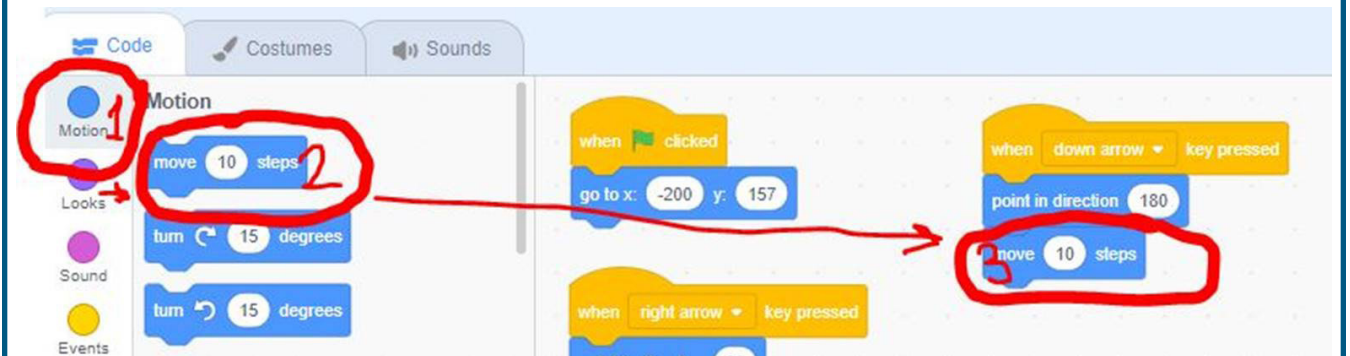 Code
Costumes
Sounds
Motion
Looks
Sound
Events
Motion
move 10 steps
turn 15 degrees
turn 15 degrees
1
2
when clicked
go to x: -200 y: 157
when right arrow key pressed
when down arrow key pressed
point in direction 180
move 10 steps
3